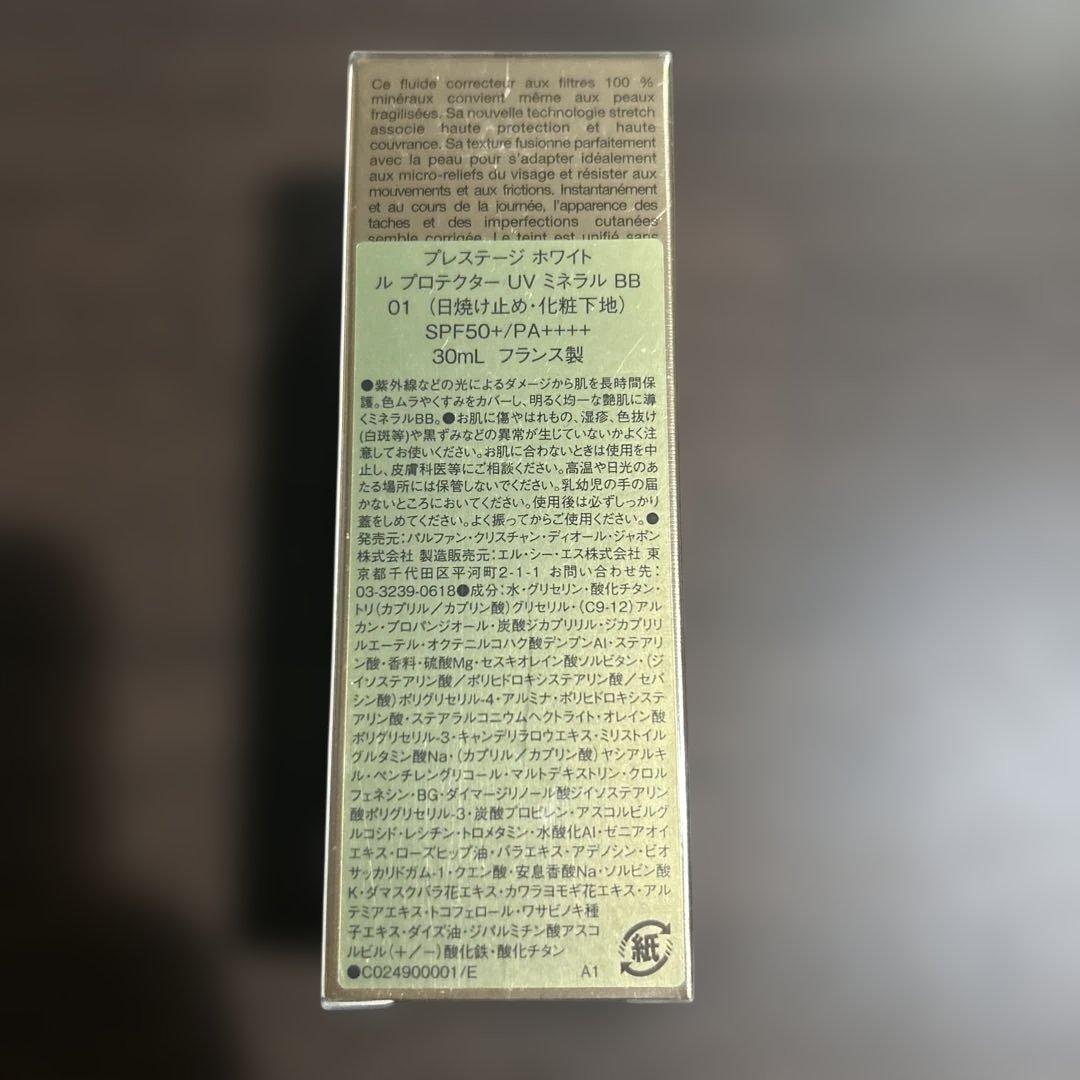 Ce fluide correcteur aux filtres 100 %
minéraux convient même aux peaux
fragilisées. Sa nouvelle technologie stretch
associe haute protection et haute
couvrance. Sa texture fusionne parfaitement
avec la peau pour s'adapter idéalement
aux micro-reliefs du visage et résister aux
mouvements et aux frictions. Instantanément
et au cours de la journée, l'apparence des
taches et des imperfections cutanées
semble corrigée. Le teint est unifié sans
プレステージ ホワイト
ル プロテクター UV ミネラル BB
01 （日焼け止め・化粧下地）
SPF50+/PA++++
30mL フランス製
●紫外線などの光によるダメージから肌を長時間保
護。色ムラやくすみをカバーし、明るく均一な艶肌に導
くミネラルBB。●お肌に傷やはれもの、湿疹、色抜け
(白斑等)や黒ずみなどの異常が生じていないかよく注
意してお使いください。お肌に合わないときは使用を中
止し、皮膚科医等にご相談ください。高温や日光のあ
たる場所には保管しないでください。乳幼児の手の届
かないところにおいてください。使用後は必ずしっかり
蓋をしめてください。よく振ってからご使用ください。●
発売元：パルファン・クリスチャン・ディオール・ジャポン
株式会社 製造販売元：エル・シー・エス株式会社 東
京都千代田区平河町2-1-1 お問い合わせ先：
03-3239-0618●成分：水・グリセリン・酸化チタン・
トリ(カプリル／カプリン酸)グリセリル・(C9-12)アル
カン・プロパンジオール・炭酸ジカプリリル・ジカプリリ
ルエーテル・オクテニルコハク酸デンプンAl・ステアリ
ン酸・香料・硫酸Mg・セスキオレイン酸ソルビタン・(ジ
イソステアリン酸／ポリヒドロキシステアリン酸／セバ
シン酸)ポリグリセリル-4・アルミナ・ポリヒドロキシステ
アリン酸・ステアラルコニウムヘクトライト・オレイン酸
ポリグリセリル-3・キャンデリラロウエキス・ミリストイル
グルタミン酸Na・(カプリル／カプリン酸)ヤシアルキ
ル・ペンチレングリコール・マルトデキストリン・クロル
フェネシン・BG・ダイマージリノール酸ジイソステアリン
酸ポリグリセリル-3・炭酸プロピレン・アスコルビルグ
ルコシド・レシチン・トロメタミン・水酸化Al・ゼニアオイ
エキス・ローズヒップ油・バラエキス・アデノシン・ビオ
サッカリドガム-1・クエン酸・安息香酸Na・ソルビン酸
K・ダマスクバラ花エキス・カワラヨモギ花エキス・アル
テミアエキス・トコフェロール・ワサビノキ種
子エキス・ダイズ油・ジパルミチン酸アスコ
ルビル(＋／－)酸化鉄・酸化チタン
●C024900001/E A1
紙